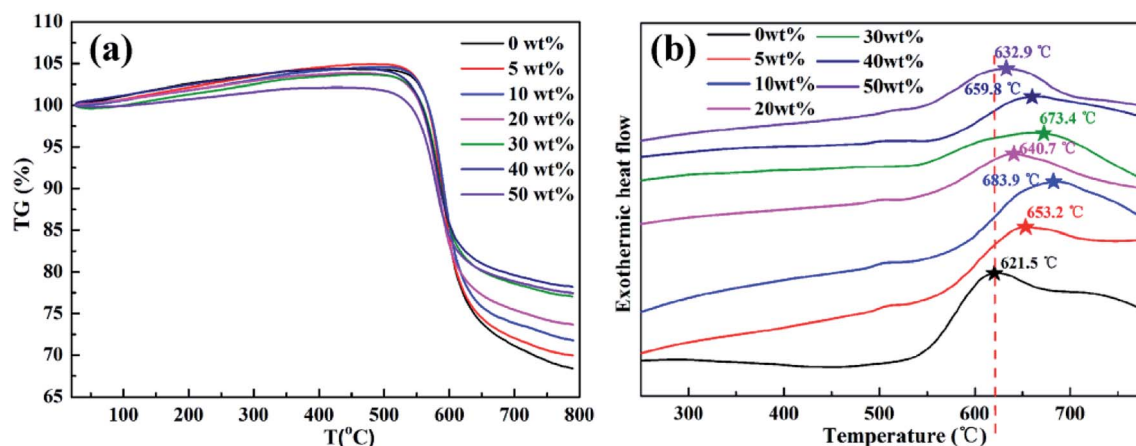 (a)
TG (%)
110
105
100
95
90
85
80
75
70
65
0 wt%
5 wt%
10 wt%
20 wt%
30 wt%
40 wt%
50 wt%
100 200 300 400 500 600 700 800
T(°C)
(b)
Exothermic heat flow
0wt%
5wt%
10wt%
20wt%
30wt%
40wt%
50wt%
632.9 ℃
659.8 ℃
673.4 ℃
640.7 ℃
683.9 ℃
653.2 ℃
621.5 ℃
300 400 500 600 700
Temperature (℃)